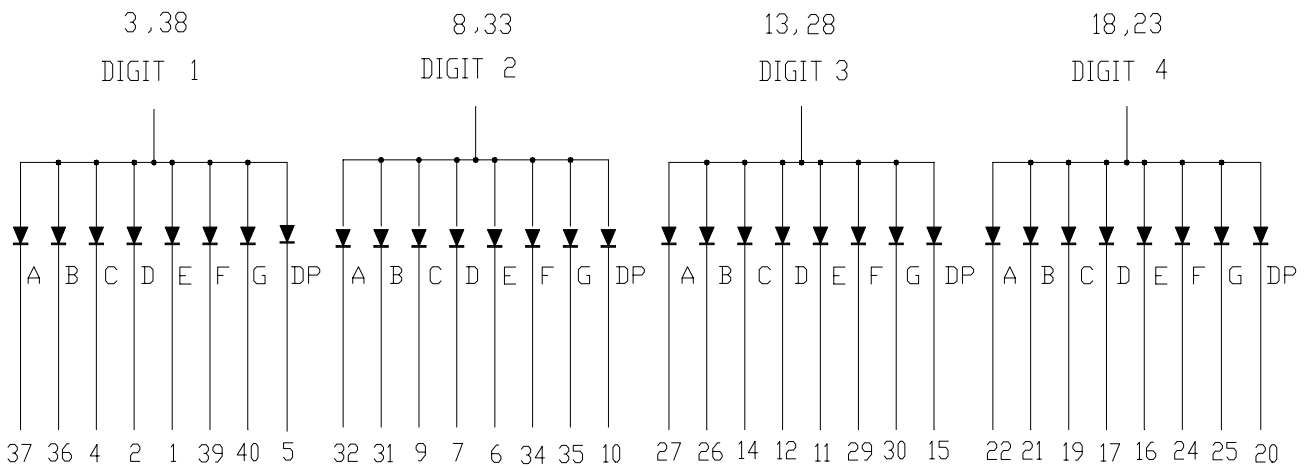 3,38 8,33 13,28 18,23
DIGIT 1 DIGIT 2 DIGIT 3 DIGIT 4
A B C D E F G DP A B C D E F G DP A B C D E F G DP A B C D E F G DP
37 36 4 2 1 39 40 5 32 31 9 7 6 34 35 10 27 26 14 12 11 29 30 15 22 21 19 17 16 24 25 20